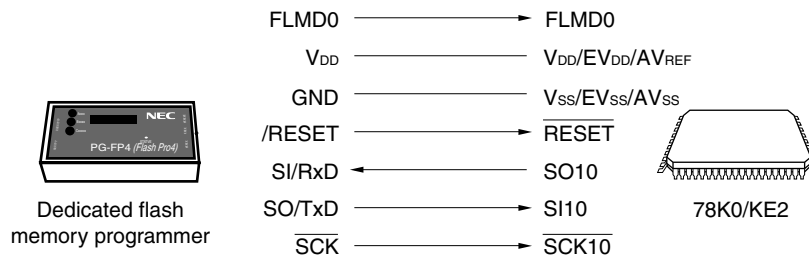 FLMD0 FLMD0
VDD VDD/EVDD/AVREF
GND VSS/EVSS/AVSS
/RESET RESET
SI/RxD SO10
SO/TxD SI10
SCK SCK10
NEC
PG-FP4 (Flash Pro4)
Dedicated flash
memory programmer
78K0/KE2